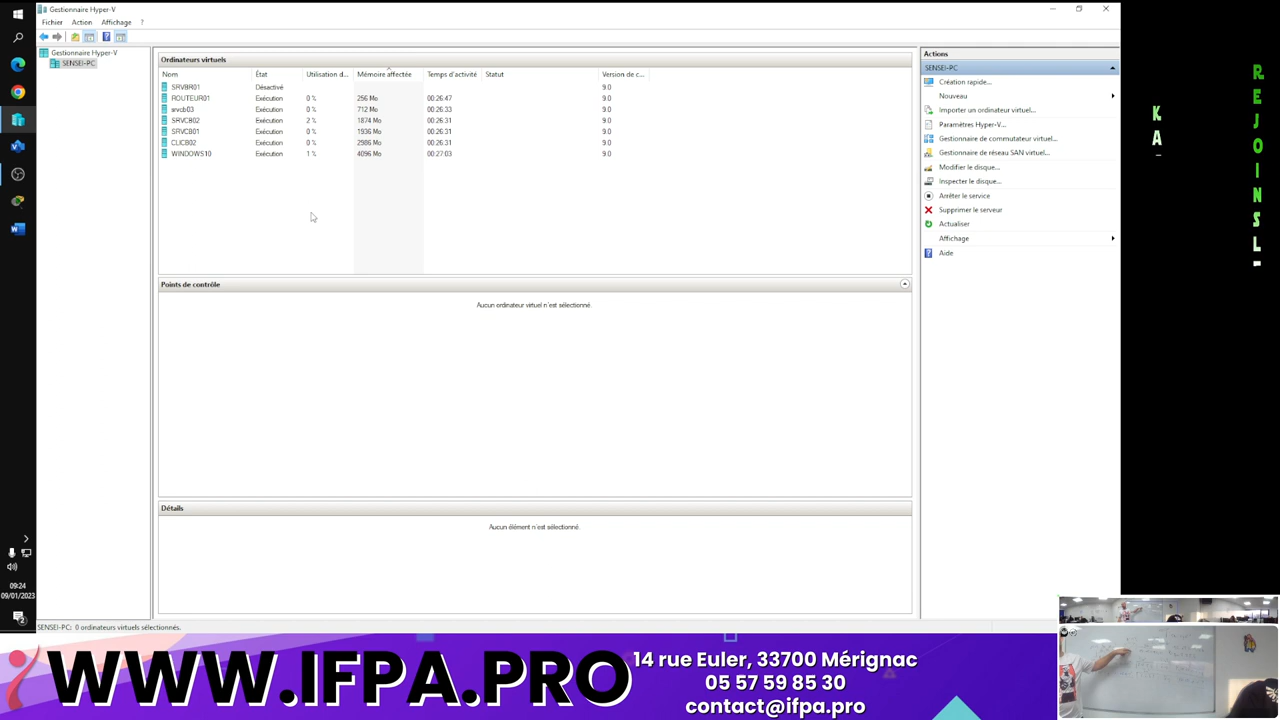 Gestionnaire Hyper-V
Fichier Action Affichage ?
Gestionnaire Hyper-V
SENSEI-PC
Ordinateurs virtuels
Nom État Utilisation d... Mémoire affectée Temps d'activité Statut Version de c...
SRVBR01 Désactivé 9.0
ROUTEUR01 Exécution 0 % 256 Mo 00:26:47 9.0
srvcb03 Exécution 0 % 712 Mo 00:26:33 9.0
SRVCB02 Exécution 2 % 1874 Mo 00:26:31 9.0
SRVCB01 Exécution 0 % 1936 Mo 00:26:31 9.0
CLICB02 Exécution 0 % 2986 Mo 00:26:31 9.0
WINDOWS10 Exécution 1 % 4096 Mo 00:27:03 9.0
Points de contrôle
Aucun ordinateur virtuel n'est sélectionné.
Détails
Aucun élément n'est sélectionné.
Actions
SENSEI-PC
Création rapide...
Nouveau
Importer un ordinateur virtuel...
Paramètres Hyper-V...
Gestionnaire de commutateur virtuel...
Gestionnaire de réseau SAN virtuel...
Modifier le disque...
Inspecter le disque...
Arrêter le service
Supprimer le serveur
Actualiser
Affichage
Aide
SENSEI-PC: 0 ordinateurs virtuels sélectionnés.
09:24
09/01/2023
2
K
A
R
E
J
O
I
N
S
L
WWW.IFPA.PRO
14 rue Euler, 33700 Mérignac
05 57 59 85 30
contact@ifpa.pro